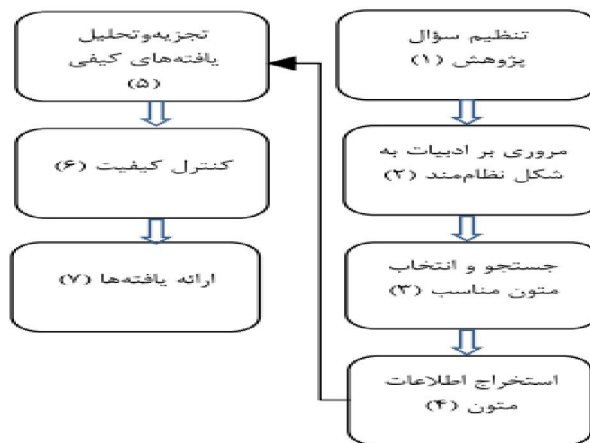 تنظیم سؤال
پژوهش (۱)
مروری بر ادبیات به
شکل نظام‌مند (۲)
جستجو و انتخاب
متون مناسب (۳)
استخراج اطلاعات
متون (۴)
تجزیه‌وتحلیل
یافته‌های کیفی
(۵)
کنترل کیفیت (۶)
ارائه یافته‌ها (۷)